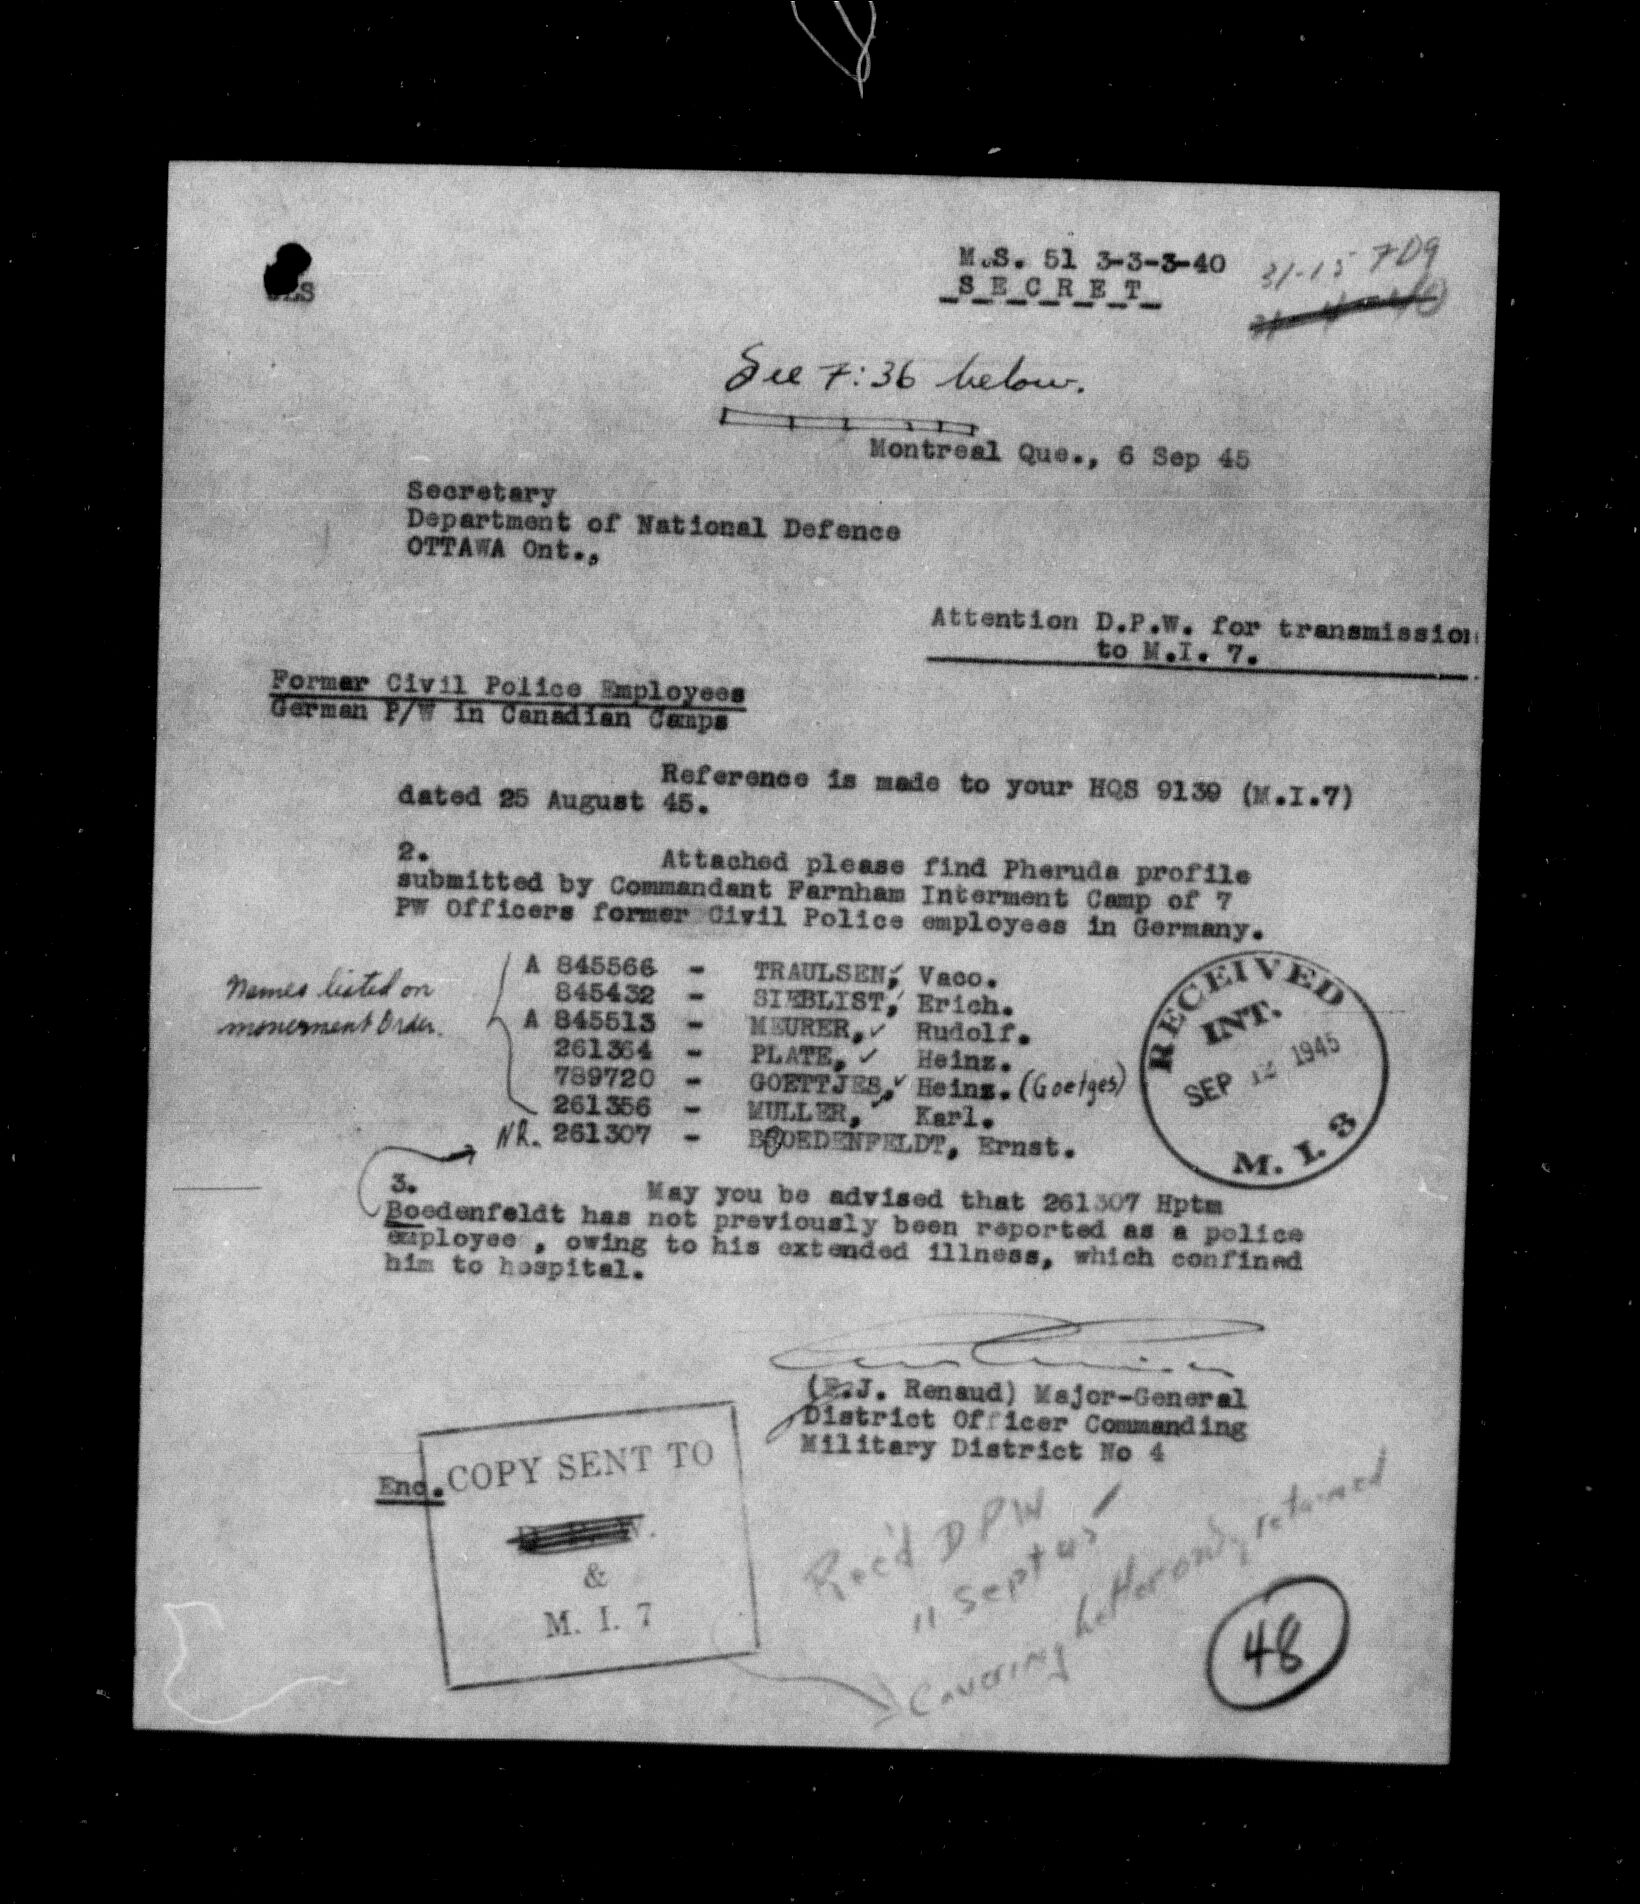 M.S. 51 3-3-3-40
S E C R E T
See 7:36 below.
Montreal Que., 6 Sep 45
Secretary
Department of National Defence
OTTAWA Ont.,
Attention D.P.W. for transmission
to M.I. 7.
Former Civil Police Employees
German P/W in Canadian Camps
Reference is made to your HQS 9139 (M.I.7)
dated 25 August 45.
2. Attached please find Pheruda profile
submitted by Commandant Farnham Interment Camp of 7
PW Officers former Civil Police employees in Germany.
Names listed on
movement Order.
A 845566 - TRAULSEN, Vaco.
845432 - SIEBLIST, Erich.
A 845513 - MEURER, Rudolf.
261364 - PLATE, Heinz.
789720 - GOETTJES, Heinz. (Goetges)
261356 - MULLER, Karl.
NR. 261307 - BOEDENFELDT, Ernst.
RECEIVED
INT.
SEP 12 1945
M. I. 8
3. May you be advised that 261307 Hptm
Boedenfeldt has not previously been reported as a police
employee, owing to his extended illness, which confined
him to hospital.
(E.J. Renaud) Major-General
District Officer Commanding
Military District No 4
Enc.
COPY SENT TO
D. P. W.
&
M. I. 7
Rec'd DPW
11 Sept 45
Covering letter only retained
48